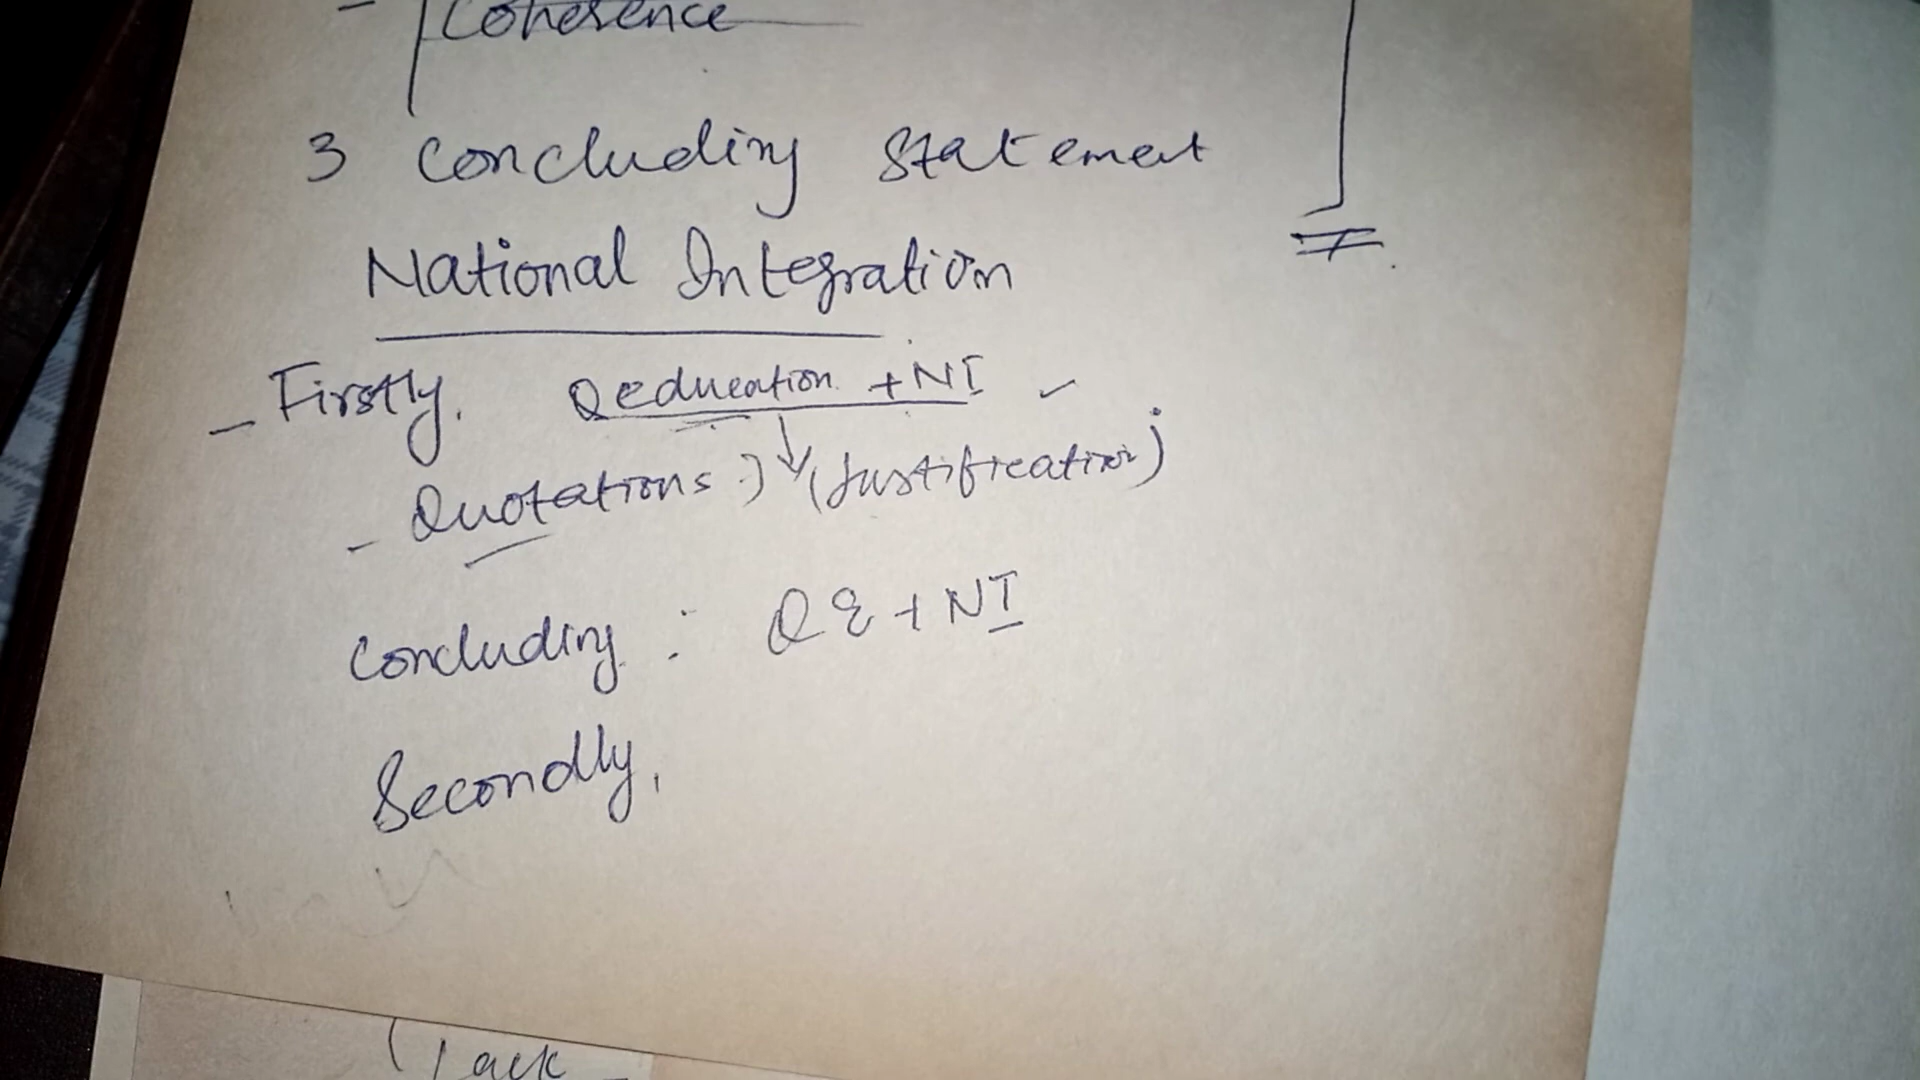 - Coherence
3 Concluding Statement
National Integration
- Firstly, Qeducation + NI ✓
- Quotations :) (Justification)
Concluding : QE + NI
Secondly,
(Lack